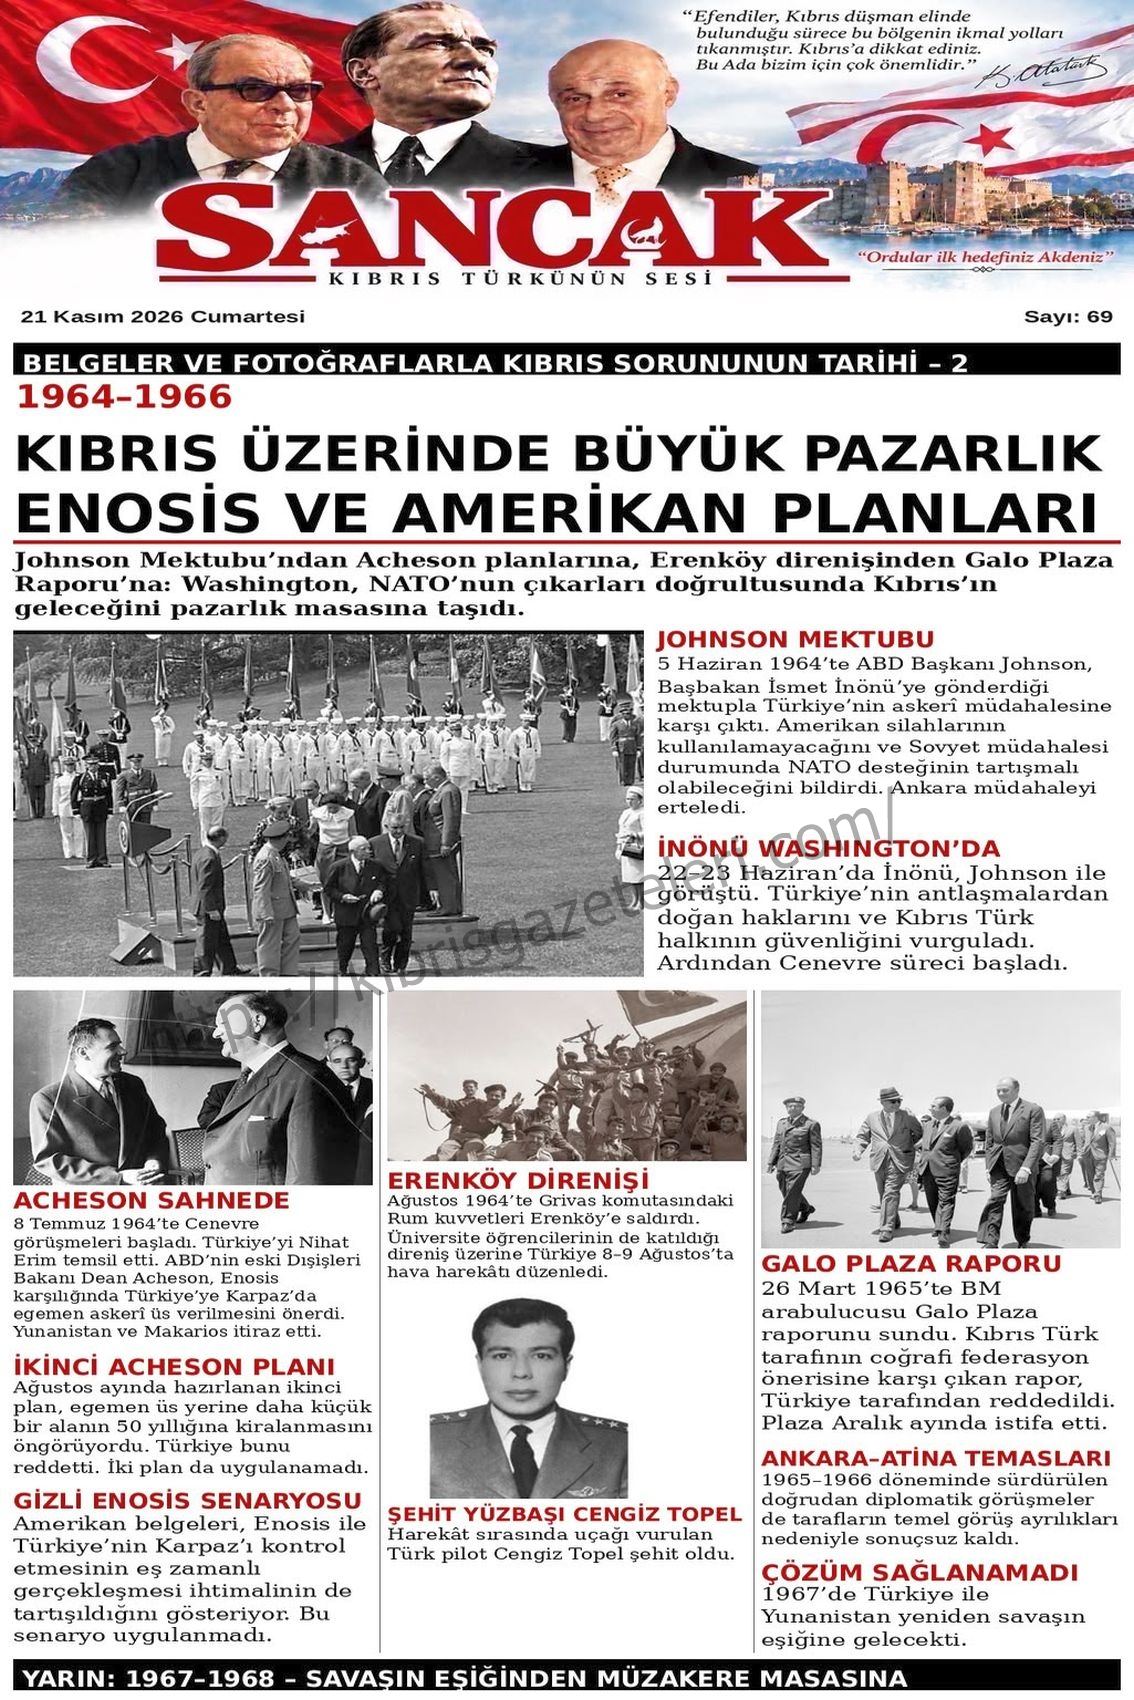 “Efendiler, Kıbrıs düşman elinde
bulunduğu sürece bu bölgenin ikmal yolları
tıkanmıştır. Kıbrıs’a dikkat ediniz.
Bu Ada bizim için çok önemlidir.”
K. Atatürk
SANCAK
KIBRIS TÜRKÜNÜN SESİ
“Ordular ilk hedefiniz Akdeniz”
21 Kasım 2026 Cumartesi
Sayı: 69
BELGELER VE FOTOĞRAFLARLA KIBRIS SORUNUNUN TARİHİ – 2
1964–1966
KIBRIS ÜZERİNDE BÜYÜK PAZARLIK
ENOSİS VE AMERİKAN PLANLARI
Johnson Mektubu’ndan Acheson planlarına, Erenköy direnişinden Galo Plaza
Raporu’na: Washington, NATO’nun çıkarları doğrultusunda Kıbrıs’ın
geleceğini pazarlık masasına taşıdı.
JOHNSON MEKTUBU
5 Haziran 1964’te ABD Başkanı Johnson,
Başbakan İsmet İnönü’ye gönderdiği
mektupla Türkiye’nin askerî müdahalesine
karşı çıktı. Amerikan silahlarının
kullanılamayacağını ve Sovyet müdahalesi
durumunda NATO desteğinin tartışmalı
olabileceğini bildirdi. Ankara müdahaleyi
erteledi.
İNÖNÜ WASHINGTON’DA
22–23 Haziran’da İnönü, Johnson ile
görüştü. Türkiye’nin antlaşmalardan
doğan haklarını ve Kıbrıs Türk
halkının güvenliğini vurguladı.
Ardından Cenevre süreci başladı.
https://kibrisgazeteleri.com/
ACHESON SAHNEDE
8 Temmuz 1964’te Cenevre
görüşmeleri başladı. Türkiye’yi Nihat
Erim temsil etti. ABD’nin eski Dışişleri
Bakanı Dean Acheson, Enosis
karşılığında Türkiye’ye Karpaz’da
egemen askerî üs verilmesini önerdi.
Yunanistan ve Makarios itiraz etti.
İKİNCİ ACHESON PLANI
Ağustos ayında hazırlanan ikinci
plan, egemen üs yerine daha küçük
bir alanın 50 yıllığına kiralanmasını
öngörüyordu. Türkiye bunu
reddetti. İki plan da uygulanamadı.
GİZLİ ENOSİS SENARYOSU
Amerikan belgeleri, Enosis ile
Türkiye’nin Karpaz’ı kontrol
etmesinin eş zamanlı
gerçekleşmesi ihtimalinin de
tartışıldığını gösteriyor. Bu
senaryo uygulanmadı.
ERENKÖY DİRENİŞİ
Ağustos 1964’te Grivas komutasındaki
Rum kuvvetleri Erenköy’e saldırdı.
Üniversite öğrencilerinin de katıldığı
direniş üzerine Türkiye 8–9 Ağustos’ta
hava harekâtı düzenledi.
ŞEHİT YÜZBAŞI CENGİZ TOPEL
Harekât sırasında uçağı vurulan
Türk pilot Cengiz Topel şehit oldu.
GALO PLAZA RAPORU
26 Mart 1965’te BM
arabulucusu Galo Plaza
raporunu sundu. Kıbrıs Türk
tarafının coğrafi federasyon
önerisine karşı çıkan rapor,
Türkiye tarafından reddedildi.
Plaza Aralık ayında istifa etti.
ANKARA–ATİNA TEMASLARI
1965–1966 döneminde sürdürülen
doğrudan diplomatik görüşmeler
de tarafların temel görüş ayrılıkları
nedeniyle sonuçsuz kaldı.
ÇÖZÜM SAĞLANAMADI
1967’de Türkiye ile
Yunanistan yeniden savaşın
eşiğine gelecekti.
YARIN: 1967–1968 – SAVAŞIN EŞİĞİNDEN MÜZAKERE MASASINA